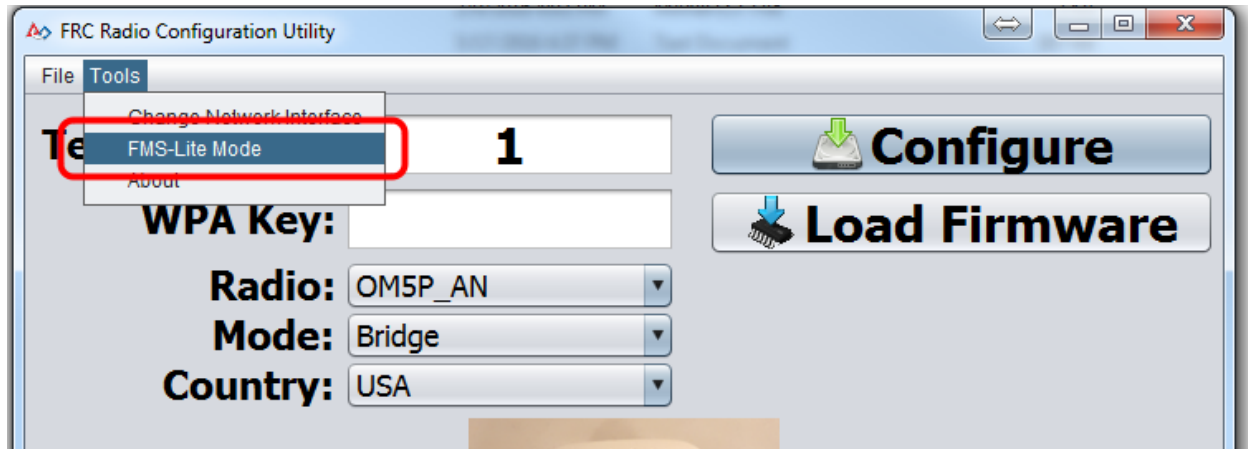 FRC Radio Configuration Utility
File Tools
Change Network Interface
Te 1 Configure
FMS-Lite Mode
About
WPA Key: Load Firmware
Radio: OM5P_AN
Mode: Bridge
Country: USA